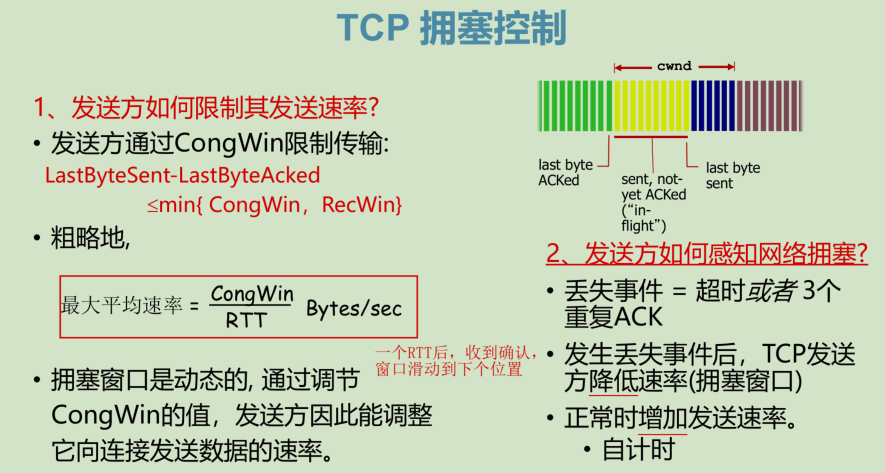 TCP 拥塞控制
1、发送方如何限制其发送速率?
• 发送方通过CongWin限制传输:
LastByteSent-LastByteAcked
≤min{ CongWin，RecWin}
• 粗略地,
最大平均速率 = CongWin
RTT
Bytes/sec
一个RTT后，收到确认，
窗口滑动到下个位置
• 拥塞窗口是动态的, 通过调节
CongWin的值，发送方因此能调整
它向连接发送数据的速率。
cwnd
last byte
ACKed
sent, not-
yet ACKed
(“in-
flight”)
last byte
sent
2、发送方如何感知网络拥塞?
• 丢失事件 = 超时或者 3个
重复ACK
• 发生丢失事件后，TCP发送
方降低速率(拥塞窗口)
• 正常时增加发送速率。
• 自计时